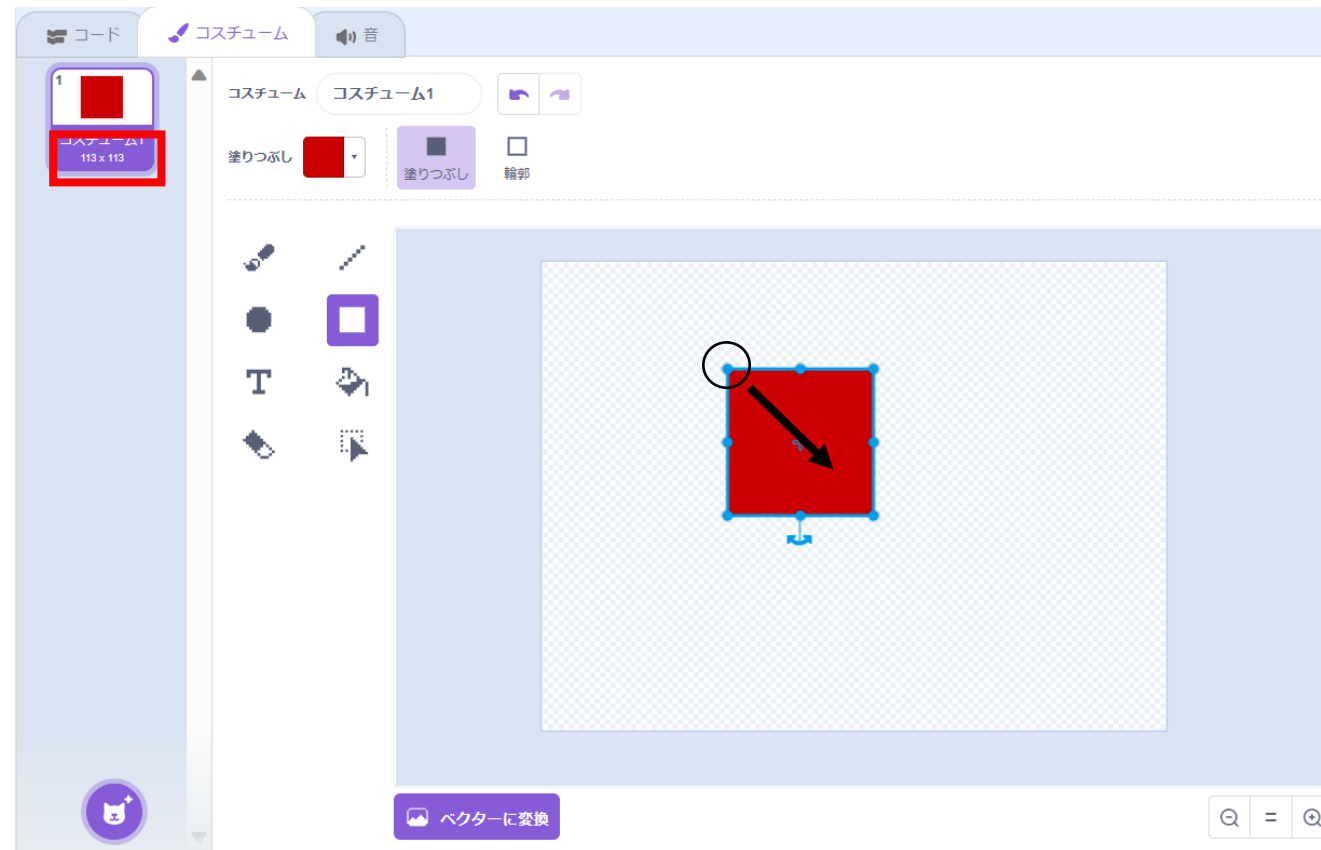 コード
コスチューム
音
1
コスチューム1
113 x 113
コスチューム
コスチューム1
塗りつぶし
塗りつぶし
輪郭
T
ベクターに変換